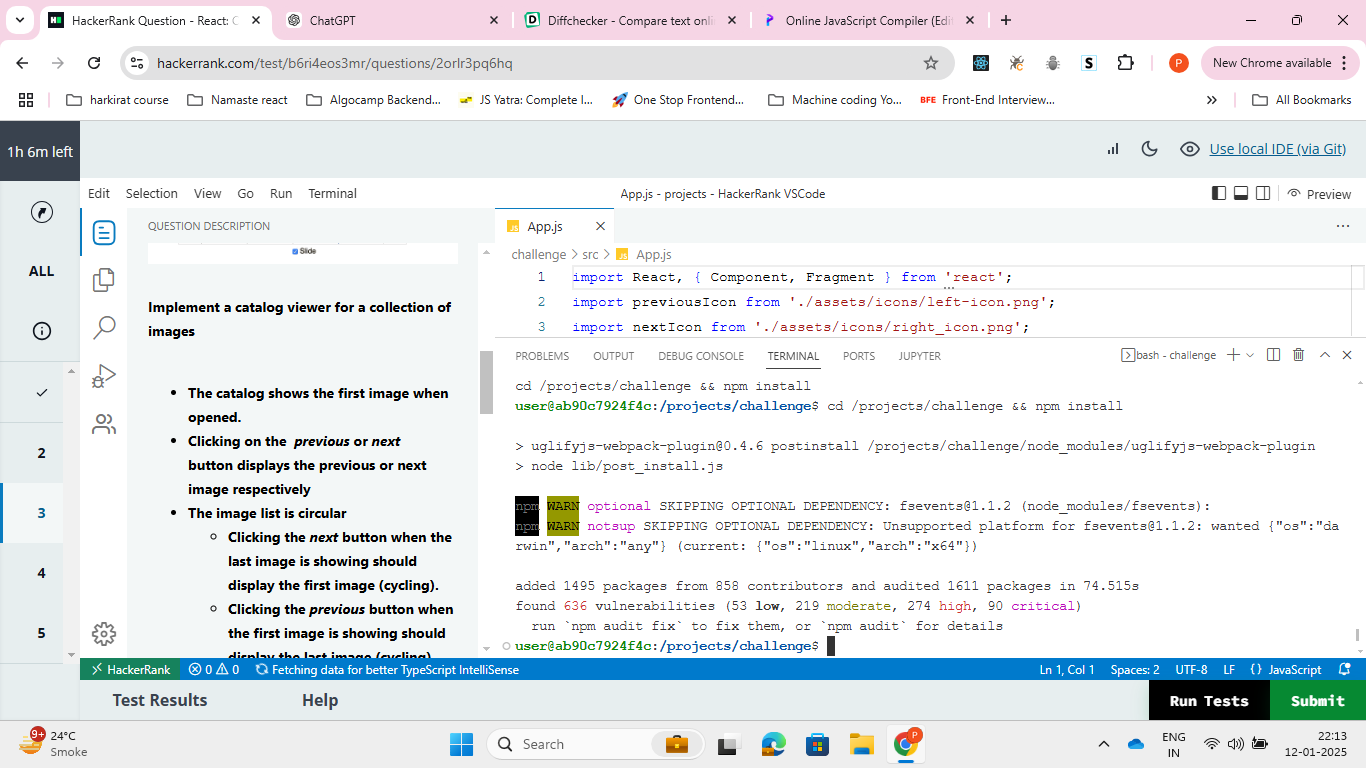 HackerRank Question - React: C
ChatGPT
Diffchecker - Compare text onli
Online JavaScript Compiler (Edit
hackerrank.com/test/b6ri4eos3mr/questions/2orlr3pq6hq
S
P
New Chrome available
harkirat course
Namaste react
Algocamp Backend...
JS Yatra: Complete I...
One Stop Frontend...
Machine coding Yo...
BFE Front-End Interview...
All Bookmarks
1h 6m left
Use local IDE (via Git)
Edit Selection View Go Run Terminal
App.js - projects - HackerRank VSCode
Preview
ALL
2
3
4
5
QUESTION DESCRIPTION
Slide
Implement a catalog viewer for a collection of
images
The catalog shows the first image when
opened.
Clicking on the previous or next
button displays the previous or next
image respectively
The image list is circular
Clicking the next button when the
last image is showing should
display the first image (cycling).
Clicking the previous button when
the first image is showing should
display the last image (cycling)
App.js
challenge > src > App.js
1 import React, { Component, Fragment } from 'react';
2 import previousIcon from './assets/icons/left-icon.png';
3 import nextIcon from './assets/icons/right_icon.png';
PROBLEMS OUTPUT DEBUG CONSOLE TERMINAL PORTS JUPYTER
bash - challenge
cd /projects/challenge && npm install
user@ab90c7924f4c:/projects/challenge$ cd /projects/challenge && npm install
> uglifyjs-webpack-plugin@0.4.6 postinstall /projects/challenge/node_modules/uglifyjs-webpack-plugin
> node lib/post_install.js
npm WARN optional SKIPPING OPTIONAL DEPENDENCY: fsevents@1.1.2 (node_modules/fsevents):
npm WARN notsup SKIPPING OPTIONAL DEPENDENCY: Unsupported platform for fsevents@1.1.2: wanted {"os":"da
rwin","arch":"any"} (current: {"os":"linux","arch":"x64"})
added 1495 packages from 858 contributors and audited 1611 packages in 74.515s
found 636 vulnerabilities (53 low, 219 moderate, 274 high, 90 critical)
run `npm audit fix` to fix them, or `npm audit` for details
user@ab90c7924f4c:/projects/challenge$
HackerRank
0 0
Fetching data for better TypeScript IntelliSense
Ln 1, Col 1 Spaces: 2 UTF-8 LF {} JavaScript
Test Results
Help
Run Tests
Submit
9+
24°C
Smoke
Search
P
ENG
IN
22:13
12-01-2025